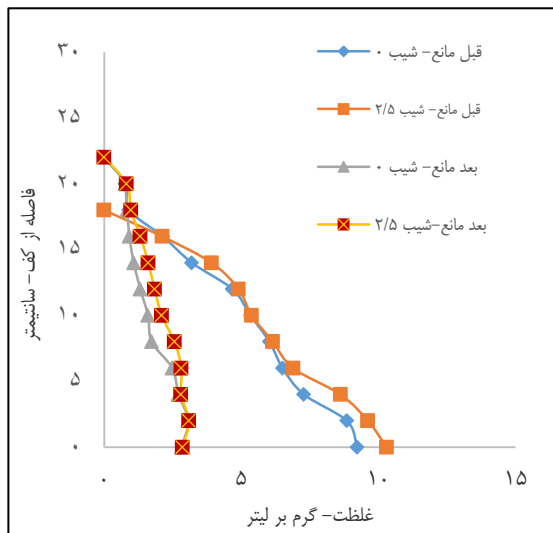 ۳۰
۲۵
۲۰
۱۵
۱۰
۵
۰
فاصله از کف- سانتیمتر
قبل مانع- شیب ۰
قبل مانع- شیب ۲/۵
بعد مانع- شیب ۰
بعد مانع-شیب ۲/۵
۰
۵
۱۰
۱۵
غلظت- گرم بر لیتر